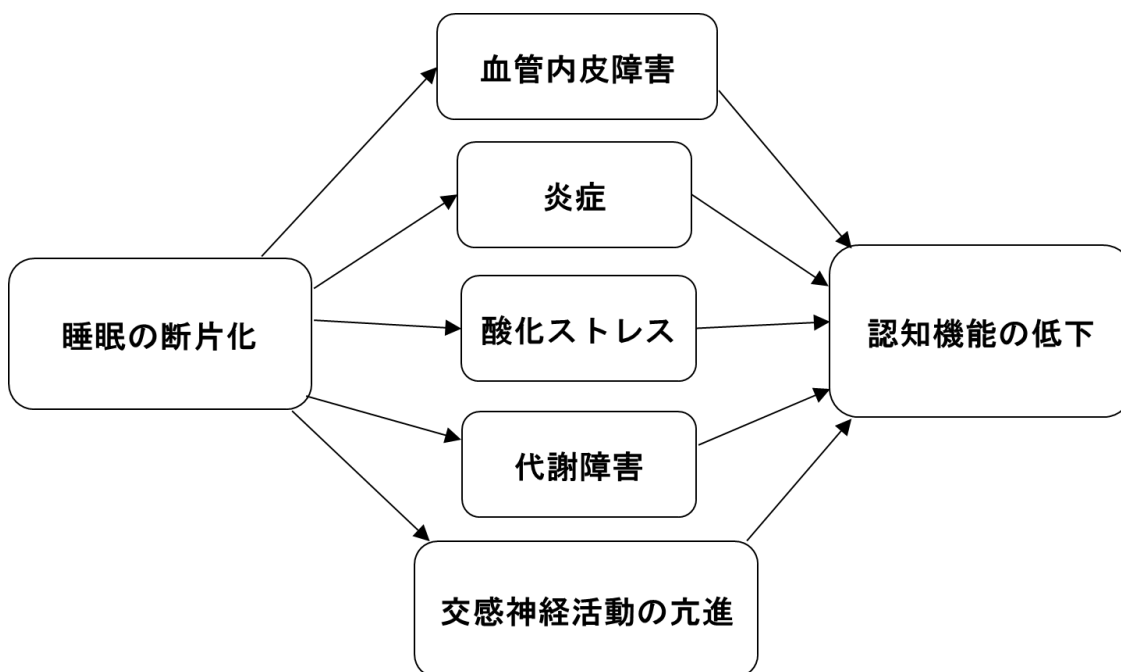 血管内皮障害
炎症
睡眠の断片化
酸化ストレス
認知機能の低下
代謝障害
交感神経活動の亢進